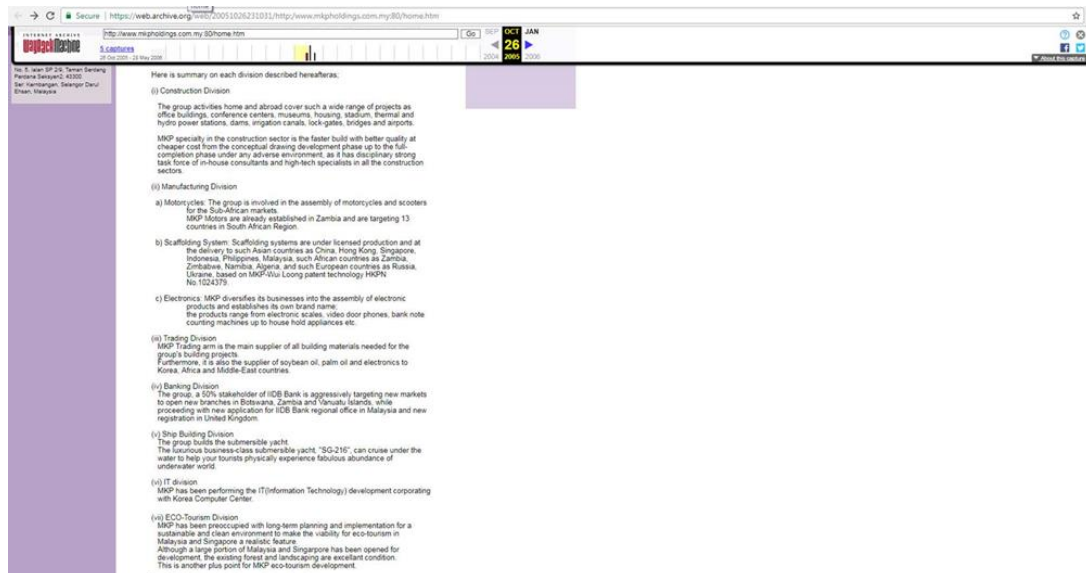 home
Secure | https://web.archive.org/web/20051026231031/http:/www.mkpholdings.com.my:80/home.htm
INTERNET ARCHIVE
WayBackMachine
http://www.mkpholdings.com.my:80/home.htm
Go
SEP OCT JAN
26
2004 2005 2006
5 captures
26 Oct 2005 - 28 May 2006
About this capture
No. 5, Jalan SP 2/9, Taman Serdang
Perdana Seksyen2, 43300
Seri Kembangan, Selangor Darul
Ehsan, Malaysia
Here is summary on each division described hereafteras;
(i) Construction Division
The group activities home and abroad cover such a wide range of projects as
office buildings, conference centers, museums, housing, stadium, thermal and
hydro power stations, dams, irrigation canals, lock-gates, bridges and airports.
MKP specialty in the construction sector is the faster build with better quality at
cheaper cost from the conceptual drawing development phase up to the full-
completion phase under any adverse environment, as it has disciplinary strong
task force of in-house consultants and high-tech specialists in all the construction
sectors.
(ii) Manufacturing Division
a) Motorcycles: The group is involved in the assembly of motorcycles and scooters
for the Sub-African markets.
MKP Motors are already established in Zambia and are targeting 13
countries in South African Region.
b) Scaffolding System: Scaffolding systems are under licensed production and at
the delivery to such Asian countries as China, Hong Kong, Singapore,
Indonesia, Philippines, Malaysia, such African countries as Zambia,
Zimbabwe, Namibia, Algeria, and such European countries as Russia,
Ukraine, based on MKP-Wui Loong patent technology HKPN
No.1024379.
c) Electronics: MKP diversifies its businesses into the assembly of electronic
products and establishes its own brand name;
the products range from electronic scales, video door phones, bank note
counting machines up to house hold appliances etc.
(iii) Trading Division
MKP Trading arm is the main supplier of all building materials needed for the
group's building projects.
Furthermore, it is also the supplier of soybean oil, palm oil and electronics to
Korea, Africa and Middle-East countries.
(iv) Banking Division
The group, a 50% stakeholder of IIDB Bank is aggressively targeting new markets
to open new branches in Botswana, Zambia and Vanuatu Islands, while
proceeding with new application for IIDB Bank regional office in Malaysia and new
registration in United Kingdom.
(v) Ship Building Division
The group builds the submersible yacht.
The luxurious business-class submersible yacht, "SG-216", can cruise under the
water to help your tourists physically experience fabulous abundance of
underwater world.
(vi) IT division
MKP has been performing the IT(Information Technology) development corporating
with Korea Computer Center.
(vii) ECO-Tourism Division
MKP has been preoccupied with long-term planning and implementation for a
sustainable and clean environment to make the viability for eco-tourism in
Malaysia and Singapore a realistic feature.
Although a large portion of Malaysia and Singarpore has been opened for
development, the existing forest and landscaping are excellant condition.
This is another plus point for MKP eco-tourism development.